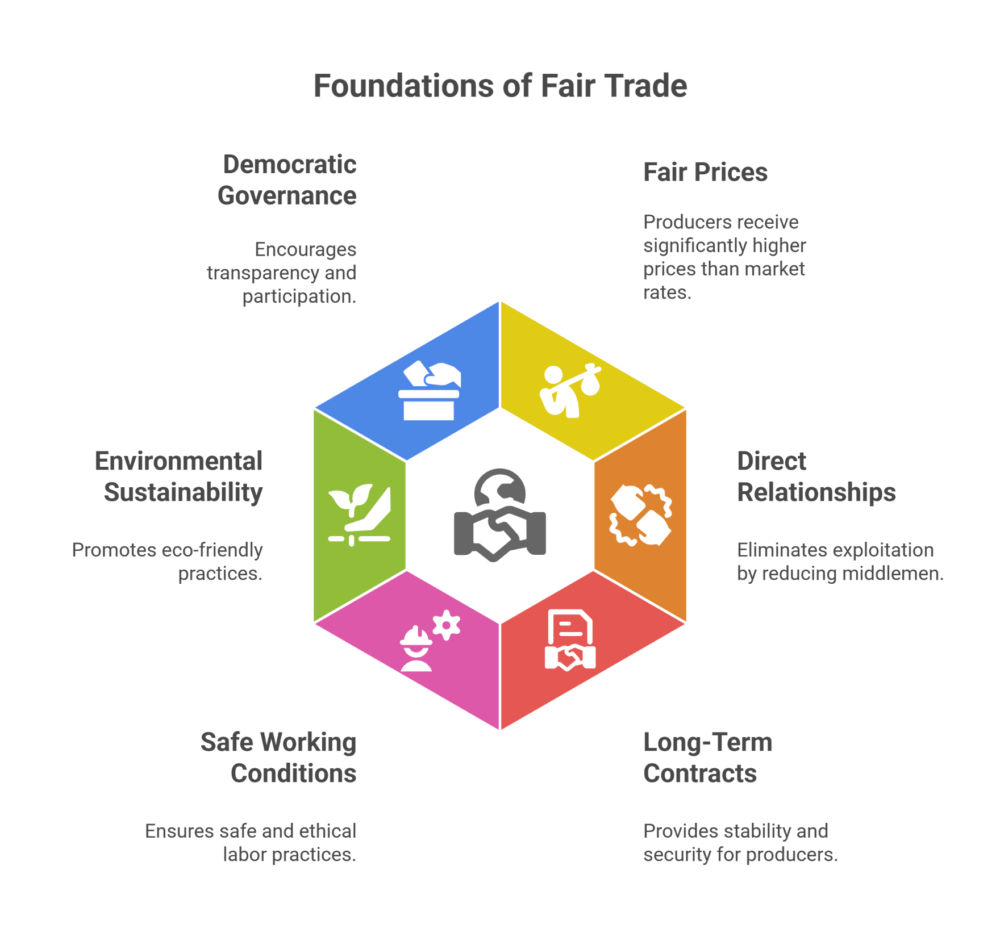 Foundations of Fair Trade
Democratic
Governance
Encourages
transparency and
participation.
Fair Prices
Producers receive
significantly higher
prices than market
rates.
Environmental
Sustainability
Promotes eco-friendly
practices.
Direct
Relationships
Eliminates exploitation
by reducing middlemen.
Safe Working
Conditions
Ensures safe and ethical
labor practices.
Long-Term
Contracts
Provides stability and
security for producers.